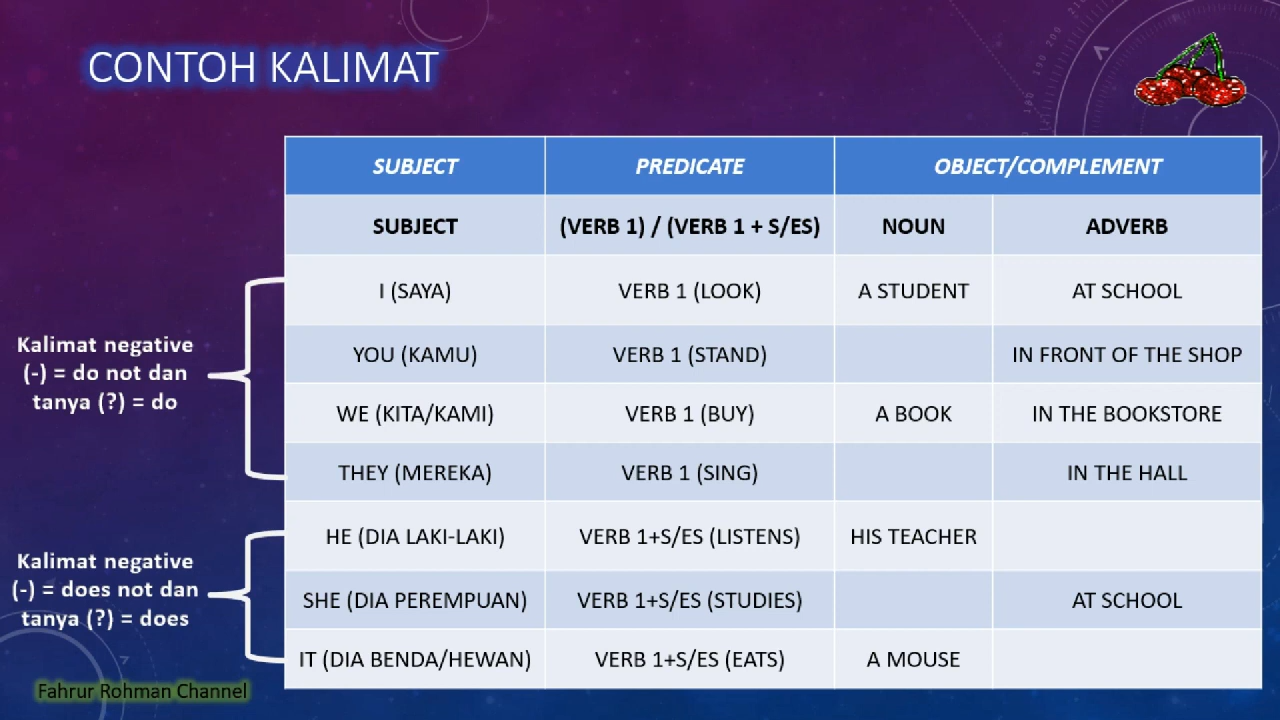 CONTOH KALIMAT
SUBJECT PREDICATE OBJECT/COMPLEMENT
SUBJECT (VERB 1) / (VERB 1 + S/ES) NOUN ADVERB
I (SAYA) VERB 1 (LOOK) A STUDENT AT SCHOOL
YOU (KAMU) VERB 1 (STAND) IN FRONT OF THE SHOP
WE (KITA/KAMI) VERB 1 (BUY) A BOOK IN THE BOOKSTORE
THEY (MEREKA) VERB 1 (SING) IN THE HALL
HE (DIA LAKI-LAKI) VERB 1+S/ES (LISTENS) HIS TEACHER
SHE (DIA PEREMPUAN) VERB 1+S/ES (STUDIES) AT SCHOOL
IT (DIA BENDA/HEWAN) VERB 1+S/ES (EATS) A MOUSE
Kalimat negative
(-) = do not dan
tanya (?) = do
Kalimat negative
(-) = does not dan
tanya (?) = does
Fahrur Rohman Channel